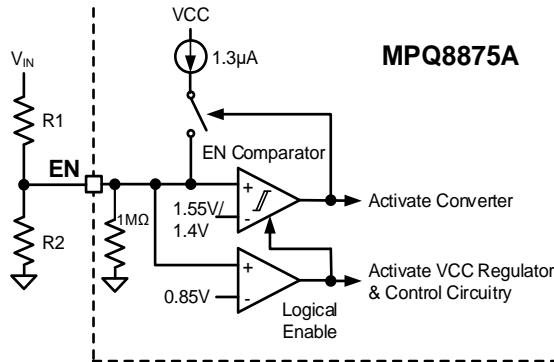 VCC
MPQ8875A
1.3µA
VIN
R1
EN Comparator
EN
+
Activate Converter
1.55V/
1.4V
-
1MΩ
R2
+
Activate VCC Regulator
& Control Circuitry
0.85V
-
Logical
Enable